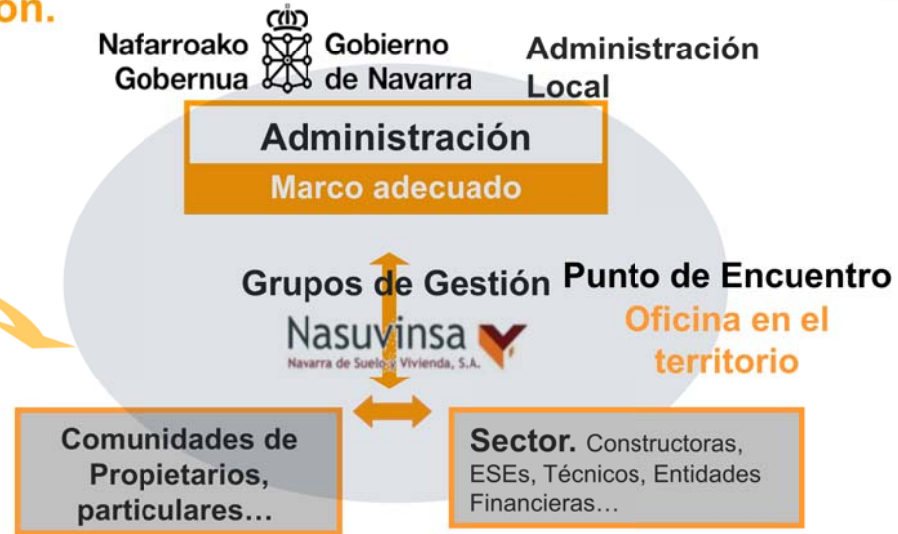 ón.
Nafarroako
Gobernua
Gobierno
de Navarra
Administración
Local
Administración
Marco adecuado
Grupos de Gestión
Punto de Encuentro
Oficina en el
territorio
Nasuvinsa
Navarra de Suelo y Vivienda, S.A.
Comunidades de
Propietarios,
particulares...
Sector. Constructoras,
ESEs, Técnicos, Entidades
Financieras...